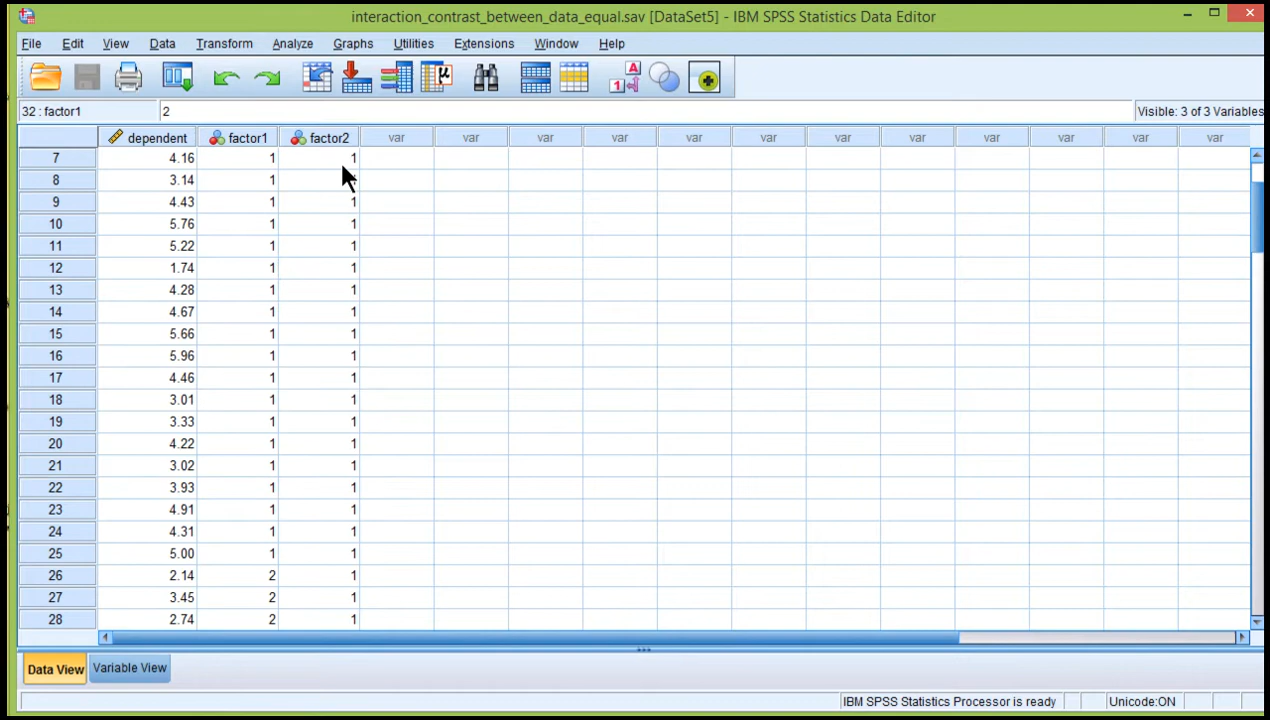 interaction_contrast_between_data_equal.sav [DataSet5] - IBM SPSS Statistics Data Editor
File Edit View Data Transform Analyze Graphs Utilities Extensions Window Help
32 : factor1 2 Visible: 3 of 3 Variables
dependent factor1 factor2 var var var var var var var var var var var var
7 4.16 1 1
8 3.14 1
9 4.43 1 1
10 5.76 1 1
11 5.22 1 1
12 1.74 1 1
13 4.28 1 1
14 4.67 1 1
15 5.66 1 1
16 5.96 1 1
17 4.46 1 1
18 3.01 1 1
19 3.33 1 1
20 4.22 1 1
21 3.02 1 1
22 3.93 1 1
23 4.91 1 1
24 4.31 1 1
25 5.00 1 1
26 2.14 2 1
27 3.45 2 1
28 2.74 2 1
Data View Variable View
IBM SPSS Statistics Processor is ready Unicode:ON